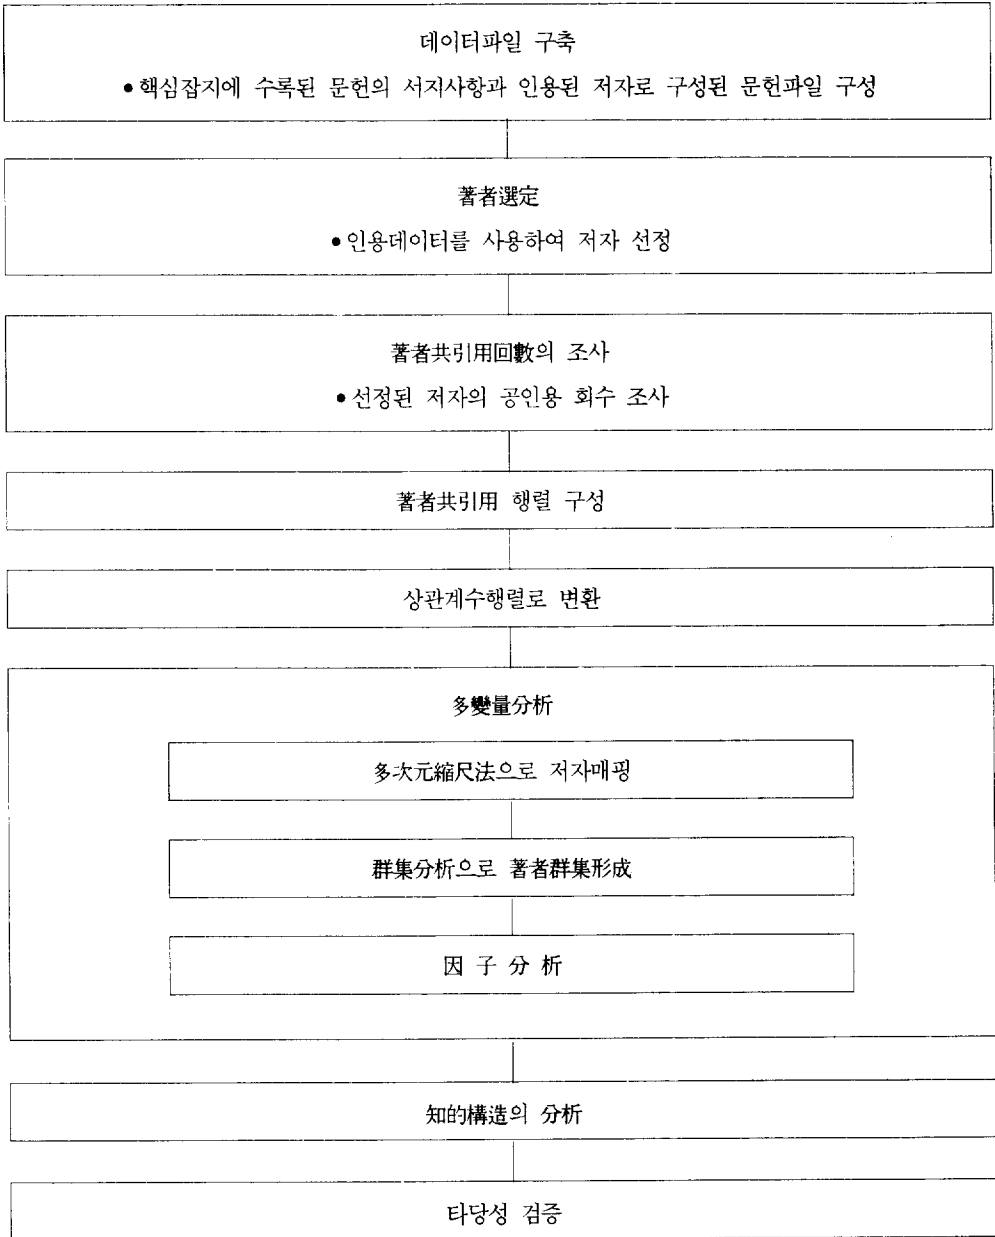 데이터파일 구축
• 핵심잡지에 수록된 문헌의 서지사항과 인용된 저자로 구성된 문헌파일 구성
著者選定
• 인용데이터를 사용하여 저자 선정
著者共引用回數의 조사
• 선정된 저자의 공인용 회수 조사
著者共引用 행렬 구성
상관계수행렬로 변환
多變量分析
多次元縮尺法으로 저자매핑
群集分析으로 著者群集形成
因 子 分 析
知的構造의 分析
타당성 검증